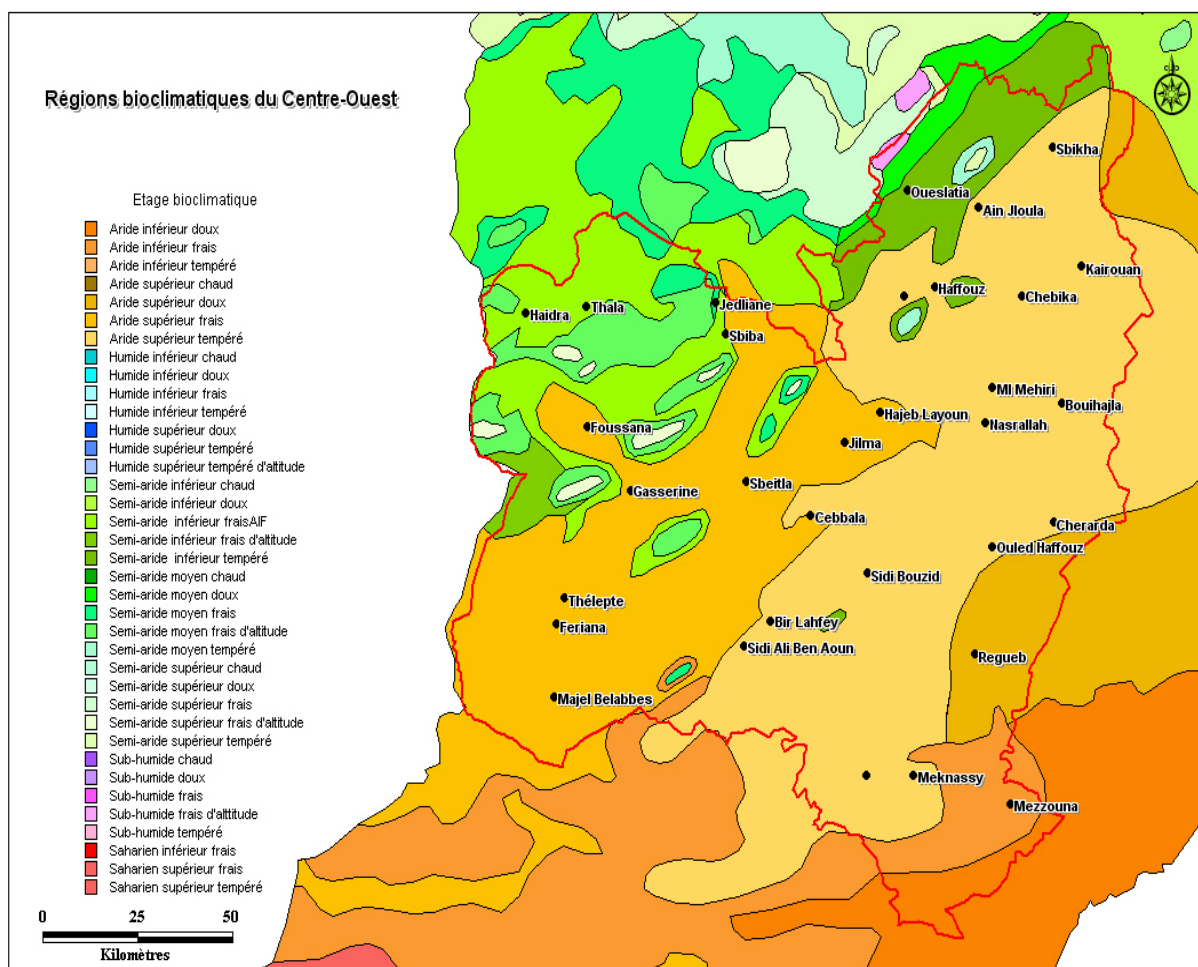 Régions bioclimatiques du Centre-Ouest
Etage bioclimatique
Aride inférieur doux
Aride inférieur frais
Aride inférieur tempéré
Aride supérieur chaud
Aride supérieur doux
Aride supérieur frais
Aride supérieur tempéré
Humide inférieur chaud
Humide inférieur doux
Humide inférieur frais
Humide inférieur tempéré
Humide supérieur doux
Humide supérieur tempéré
Humide supérieur tempéré d'attitude
Semi-aride inférieur chaud
Semi-aride inférieur doux
Semi-aride inférieur fraisAIF
Semi-aride inférieur frais d'attitude
Semi-aride inférieur tempéré
Semi-aride moyen chaud
Semi-aride moyen doux
Semi-aride moyen frais
Semi-aride moyen frais d'attitude
Semi-aride moyen tempéré
Semi-aride supérieur chaud
Semi-aride supérieur doux
Semi-aride supérieur frais
Semi-aride supérieur frais d'attitude
Semi-aride supérieur tempéré
Sub-humide chaud
Sub-humide doux
Sub-humide frais
Sub-humide frais d'atttitude
Sub-humide tempéré
Saharien inférieur frais
Saharien supérieur frais
Saharien supérieur tempéré
0 25 50
Kilomètres
Sbikha
Oueslatia
Ain Jloula
Kairouan
Haffouz
Chebika
Haidra
Thala
Jedliane
Sbiba
Ml Mehiri
Bouihajla
Hajeb Layoun
Nasrallah
Foussana
Jilma
Sbeitla
Gasserine
Cebbala
Cherarda
Ouled Haffouz
Sidi Bouzid
Thélepte
Feriana
Bir Lahfey
Sidi Ali Ben Aoun
Regueb
Majel Belabbes
Meknassy
Mezzouna